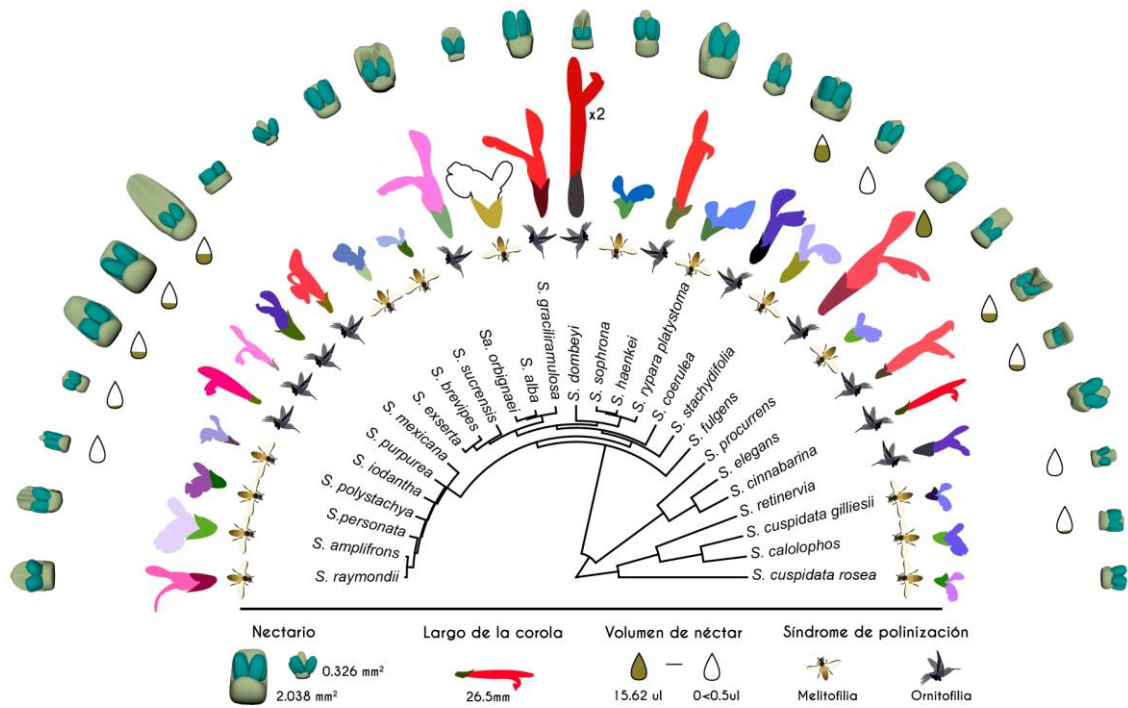 x2
S. graciliramulosa
S. dombeyi
S. sophrona
S. haenkei
S. rypara platystoma
S. coerulea
S. stachydifolia
S. fulgens
S. procurrens
S. elegans
S. cinnabarina
S. retinervia
S. cuspidata gilliesii
S. calolophos
S. cuspidata rosea
S. alba
Sa. orbignaei
S. sucrensis
S. brevipes
S. exserta
S. mexicana
S. purpurea
S. iodantha
S. polystachya
S.personata
S. amplifrons
S. raymondii
Nectario
0.326 mm²
2.038 mm²
Largo de la corola
26.5mm
Volumen de néctar
15.62 ul
0<0.5ul
Síndrome de polinización
Melitofilia
Ornitofilia